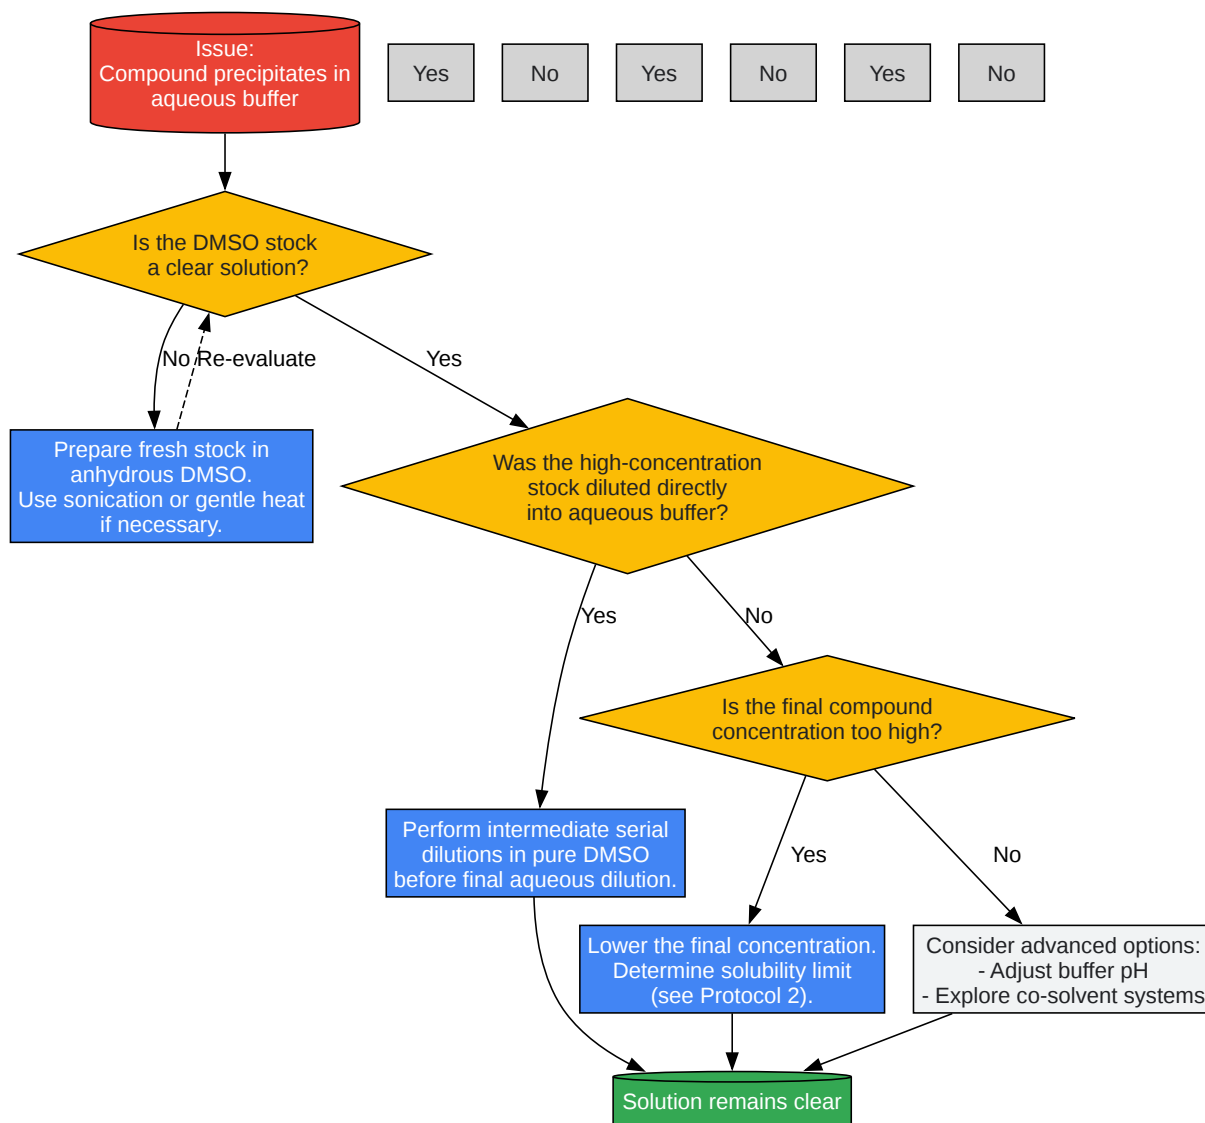 Issue:
Compound precipitates in
aqueous buffer
Yes
No
Yes
No
Yes
No
Is the DMSO stock
a clear solution?
No
Re-evaluate
Yes
Prepare fresh stock in
anhydrous DMSO.
Use sonication or gentle heat
if necessary.
Was the high-concentration
stock diluted directly
into aqueous buffer?
Yes
No
Is the final compound
concentration too high?
Perform intermediate serial
dilutions in pure DMSO
before final aqueous dilution.
Yes
No
Lower the final concentration.
Determine solubility limit
(see Protocol 2).
Consider advanced options:
- Adjust buffer pH
- Explore co-solvent systems
Solution remains clear